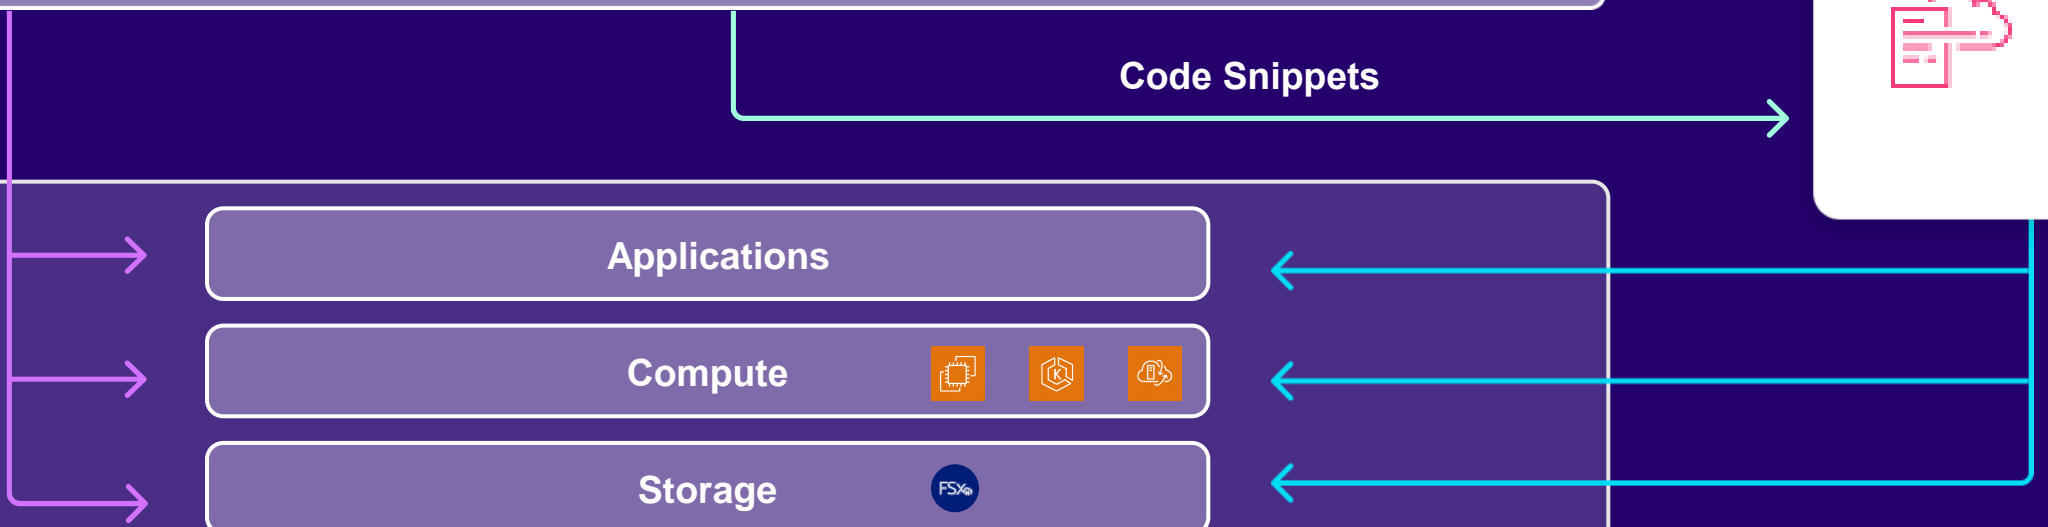 Code Snippets
Applications
Compute
K
Storage
FSx